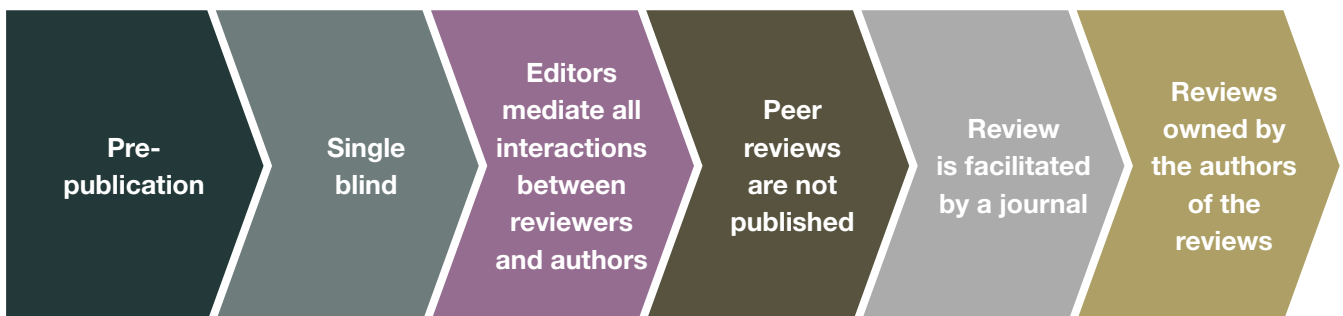 Pre-
publication
Single
blind
Editors
mediate all
interactions
between
reviewers
and authors
Peer
reviews
are not
published
Review
is facilitated
by a journal
Reviews
owned by
the authors
of the
reviews